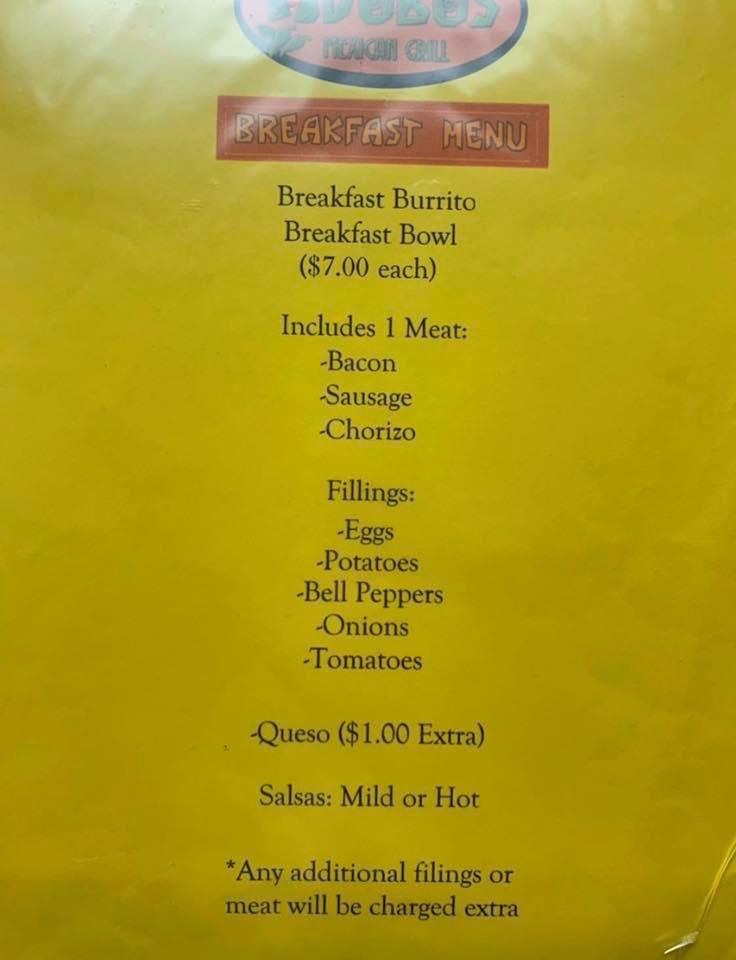 ADOBOS
MEXICAN GRILL
BREAKFAST MENU
Breakfast Burrito
Breakfast Bowl
($7.00 each)
Includes 1 Meat:
-Bacon
-Sausage
-Chorizo
Fillings:
-Eggs
-Potatoes
-Bell Peppers
-Onions
-Tomatoes
-Queso ($1.00 Extra)
Salsas: Mild or Hot
*Any additional filings or
meat will be charged extra